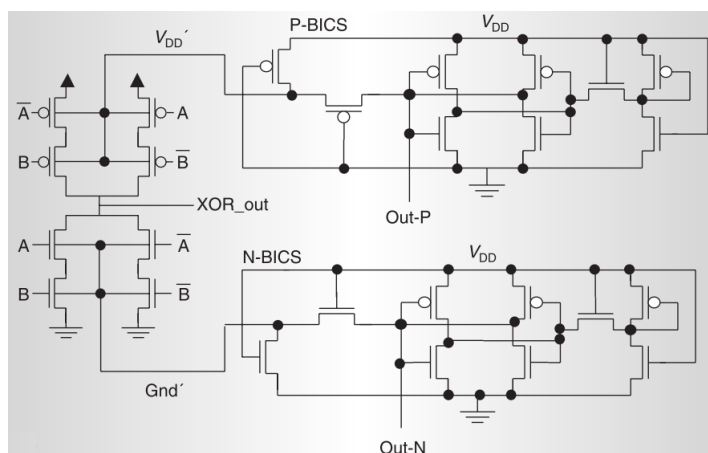 P-BICS
V_DD′
V_DD
A̅
A
B
B̅
XOR_out
Out-P
A
A̅
N-BICS
V_DD
B
B̅
Gnd′
Out-N